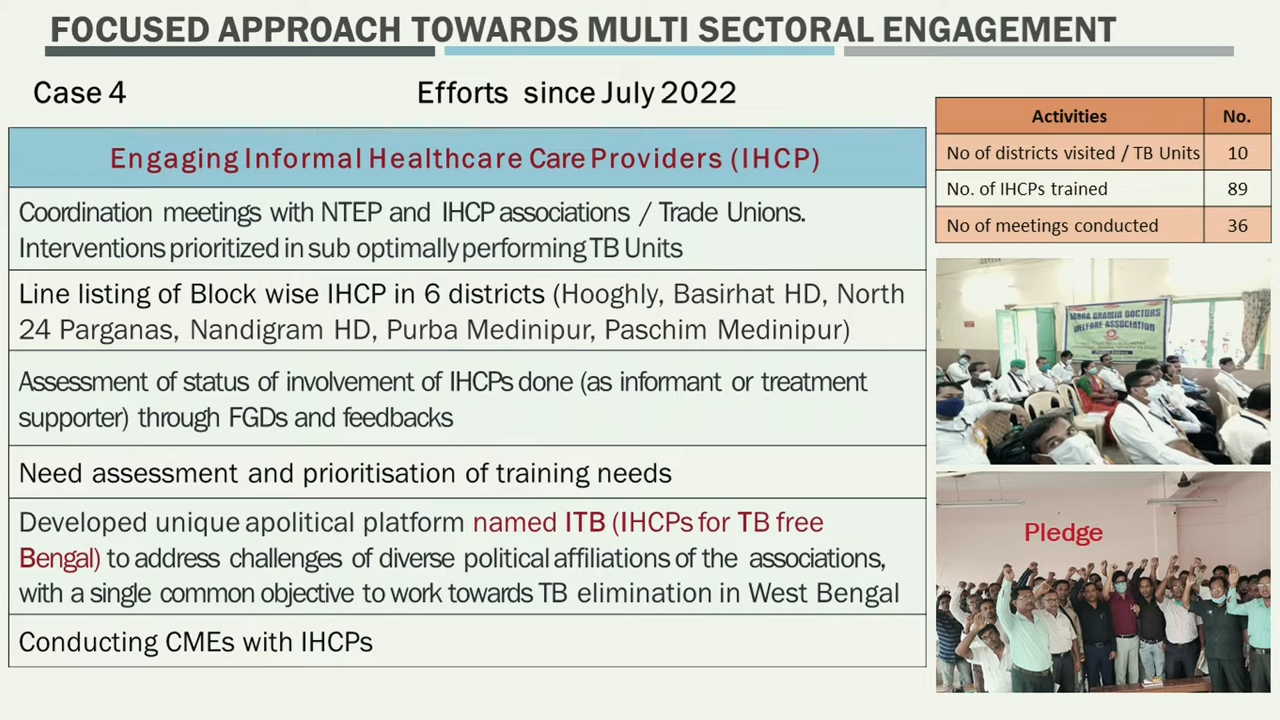 FOCUSED APPROACH TOWARDS MULTI SECTORAL ENGAGEMENT
Case 4
Efforts since July 2022
Engaging Informal Healthcare Care Providers (IHCP)
Coordination meetings with NTEP and IHCP associations / Trade Unions.
Interventions prioritized in sub optimally performing TB Units
Line listing of Block wise IHCP in 6 districts (Hooghly, Basirhat HD, North
24 Parganas, Nandigram HD, Purba Medinipur, Paschim Medinipur)
Assessment of status of involvement of IHCPs done (as informant or treatment
supporter) through FGDs and feedbacks
Need assessment and prioritisation of training needs
Developed unique apolitical platform named ITB (IHCPs for TB free
Bengal) to address challenges of diverse political affiliations of the associations,
with a single common objective to work towards TB elimination in West Bengal
Conducting CMEs with IHCPs
Activities No.
No of districts visited / TB Units 10
No. of IHCPs trained 89
No of meetings conducted 36
GRAMIN DOCTORS
WELFARE ASSOCIATION
Pledge